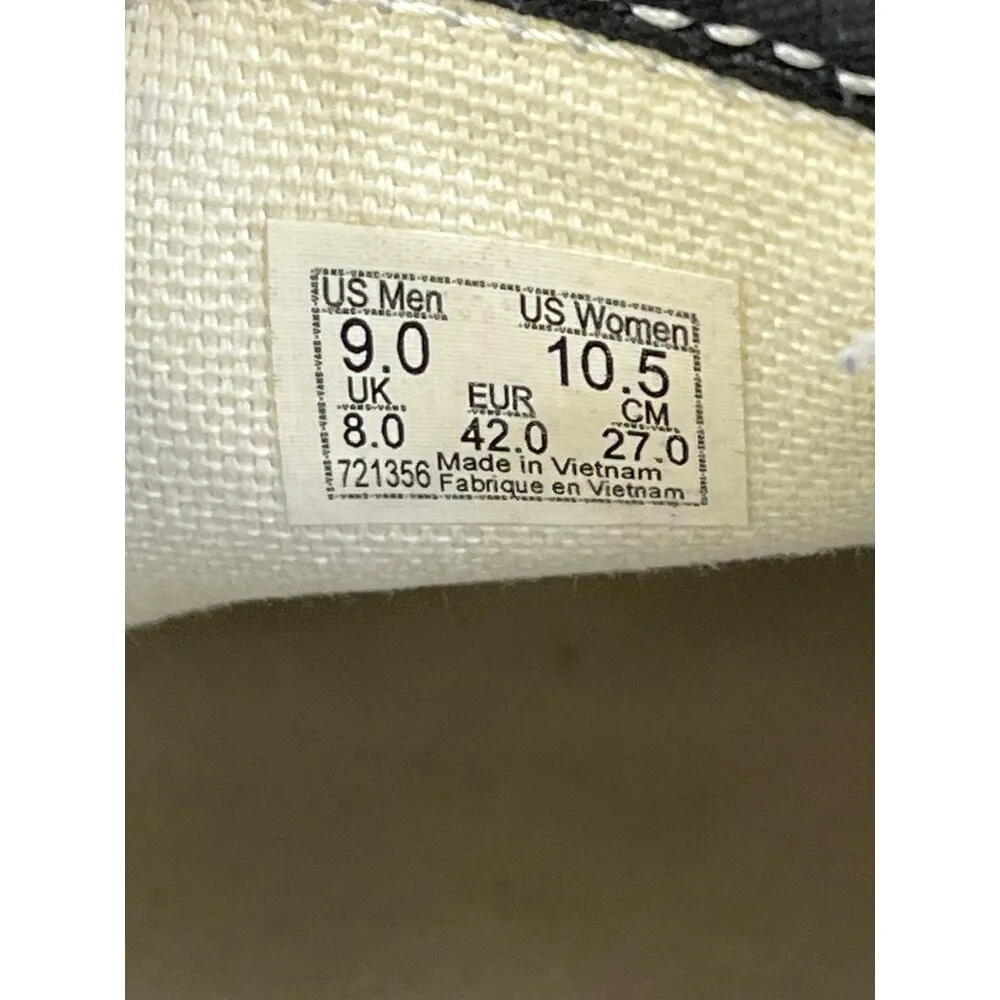 US Men US Women
9.0 10.5
UK EUR CM
8.0 42.0 27.0
721356 Made in Vietnam
Fabrique en Vietnam